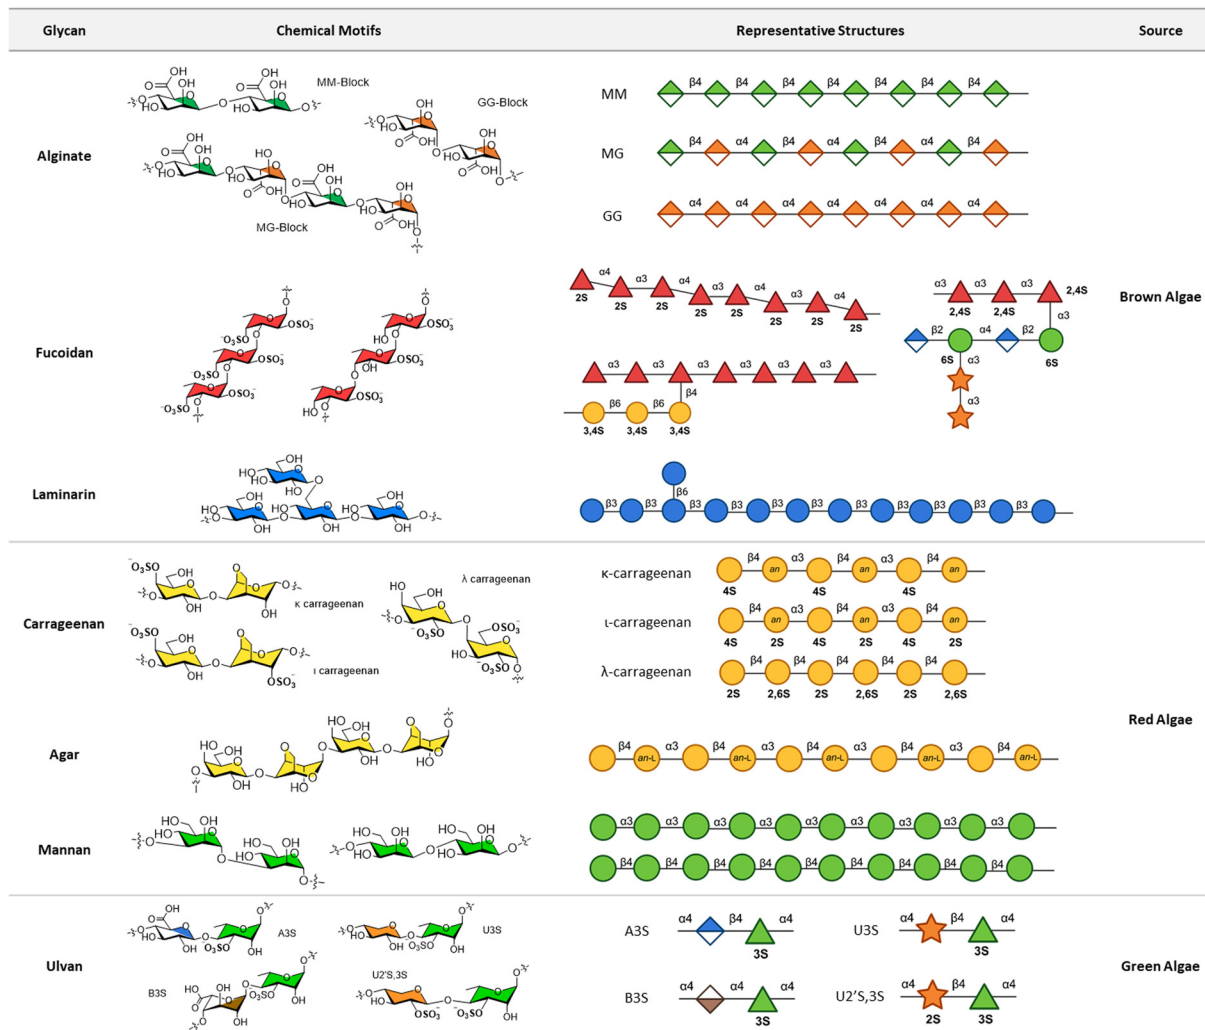 Glycan Chemical Motifs Representative Structures Source
Alginate
MM-Block
GG-Block
MG-Block
MM
β4 β4 β4 β4 β4 β4 β4
MG
β4 α4 β4 α4 β4 α4 β4
GG
α4 α4 α4 α4 α4 α4 α4
Brown Algae
Fucoidan
α4 α3 α4 α3 α4 α3 α4
2S 2S 2S 2S 2S 2S 2S 2S
α3 α3 α3 α3 α3 α3
β4
β6 β6
3,4S 3,4S 3,4S
α3 α3 α3 2,4S
2,4S 2,4S
α3
β2 α4 β2
6S 6S
α3
α3
Laminarin
β6
β3 β3 β3 β3 β3 β3 β3 β3 β3 β3 β3
Carrageenan
κ carrageenan
λ carrageenan
ι carrageenan
κ-carrageenan
β4 α3 β4 α3 β4
an an an
4S 4S 4S
ι-carrageenan
β4 α3 β4 α3 β4
an an an
4S 2S 4S 2S 4S 2S
λ-carrageenan
β4 β4 β4 β4 β4
2S 2,6S 2S 2,6S 2S 2,6S
Red Algae
Agar
β4 α3 β4 α3 β4 α3 β4 α3 β4
an-L an-L an-L an-L an-L
Mannan
α3 α3 α3 α3 α3 α3 α3 α3 α3
β4 β4 β4 β4 β4 β4 β4 β4 β4
Ulvan
A3S
U3S
B3S
U2'S,3S
A3S
α4 β4 α4
3S
U3S
α4 β4 α4
3S
B3S
α4 α4 α4
3S
U2'S,3S
α4 β4 α4
2S 3S
Green Algae